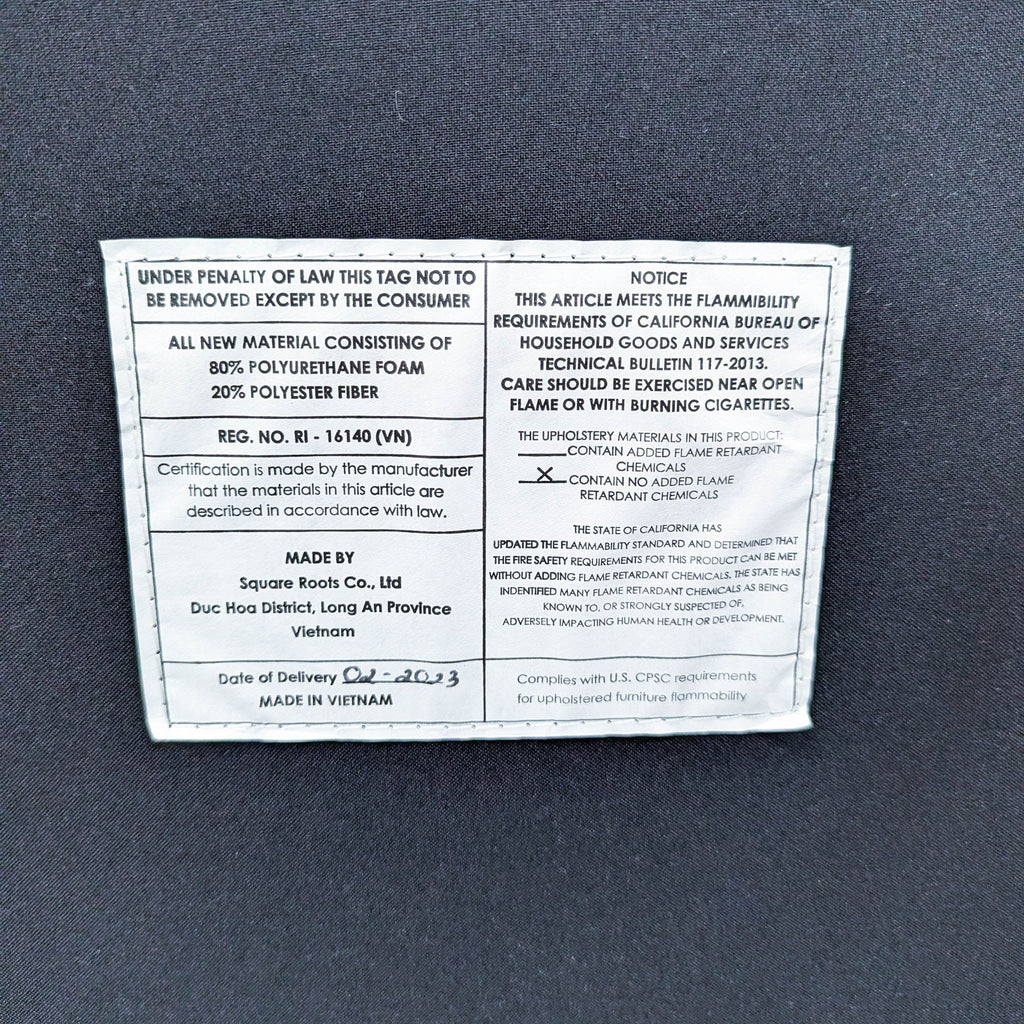 UNDER PENALTY OF LAW THIS TAG NOT TO
BE REMOVED EXCEPT BY THE CONSUMER
ALL NEW MATERIAL CONSISTING OF
80% POLYURETHANE FOAM
20% POLYESTER FIBER
REG. NO. RI - 16140 (VN)
Certification is made by the manufacturer
that the materials in this article are
described in accordance with law.
MADE BY
Square Roots Co., Ltd
Duc Hoa District, Long An Province
Vietnam
Date of Delivery 02-2023
MADE IN VIETNAM
NOTICE
THIS ARTICLE MEETS THE FLAMMIBILITY
REQUIREMENTS OF CALIFORNIA BUREAU OF
HOUSEHOLD GOODS AND SERVICES
TECHNICAL BULLETIN 117-2013.
CARE SHOULD BE EXERCISED NEAR OPEN
FLAME OR WITH BURNING CIGARETTES.
THE UPHOLSTERY MATERIALS IN THIS PRODUCT:
CONTAIN ADDED FLAME RETARDANT
CHEMICALS
X CONTAIN NO ADDED FLAME
RETARDANT CHEMICALS
THE STATE OF CALIFORNIA HAS
UPDATED THE FLAMMABILITY STANDARD AND DETERMINED THAT
THE FIRE SAFETY REQUIREMENTS FOR THIS PRODUCT CAN BE MET
WITHOUT ADDING FLAME RETARDANT CHEMICALS. THE STATE HAS
INDENTIFIED MANY FLAME RETARDANT CHEMICALS AS BEING
KNOWN TO, OR STRONGLY SUSPECTED OF,
ADVERSELY IMPACTING HUMAN HEALTH OR DEVELOPMENT.
Complies with U.S. CPSC requirements
for upholstered furniture flammability